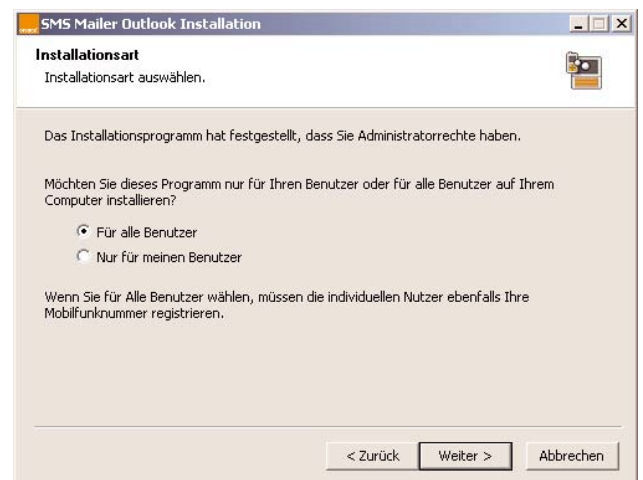 SMS Mailer Outlook Installation
Installationsart
Installationsart auswählen.
Das Installationsprogramm hat festgestellt, dass Sie Administratorrechte haben.
Möchten Sie dieses Programm nur für Ihren Benutzer oder für alle Benutzer auf Ihrem
Computer installieren?
Für alle Benutzer
Nur für meinen Benutzer
Wenn Sie für Alle Benutzer wählen, müssen die individuellen Nutzer ebenfalls Ihre
Mobilfunknummer registrieren.
< Zurück
Weiter >
Abbrechen